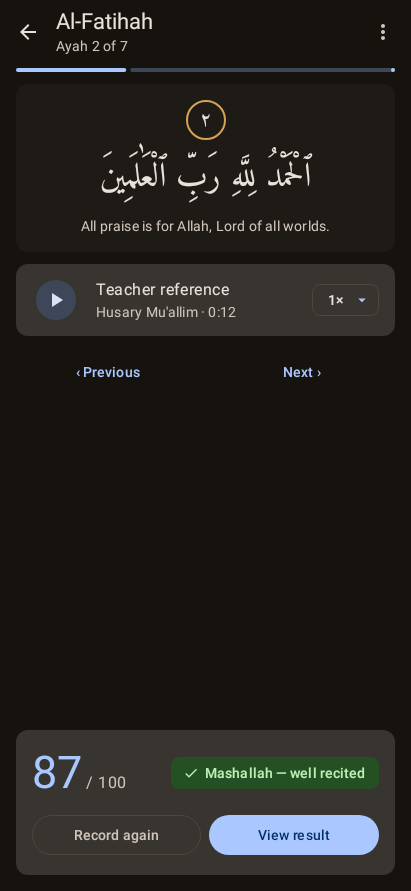 Al-Fatihah
Ayah 2 of 7
٢
ٱلْحَمْدُ لِلَّهِ رَبِّ ٱلْعَٰلَمِينَ
All praise is for Allah, Lord of all worlds.
Teacher reference
Husary Mu'allim · 0:12
1×
‹ Previous
Next ›
87 / 100
Mashallah — well recited
Record again
View result